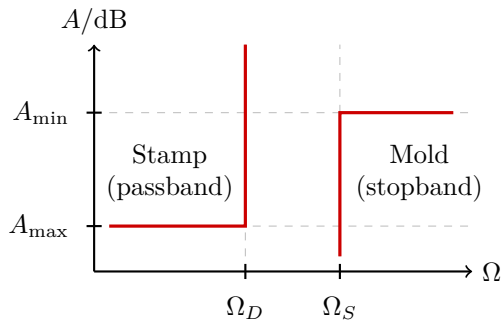 A/dB
A_min
Stamp
(passband)
Mold
(stopband)
A_max
Ω
Ω_D
Ω_S